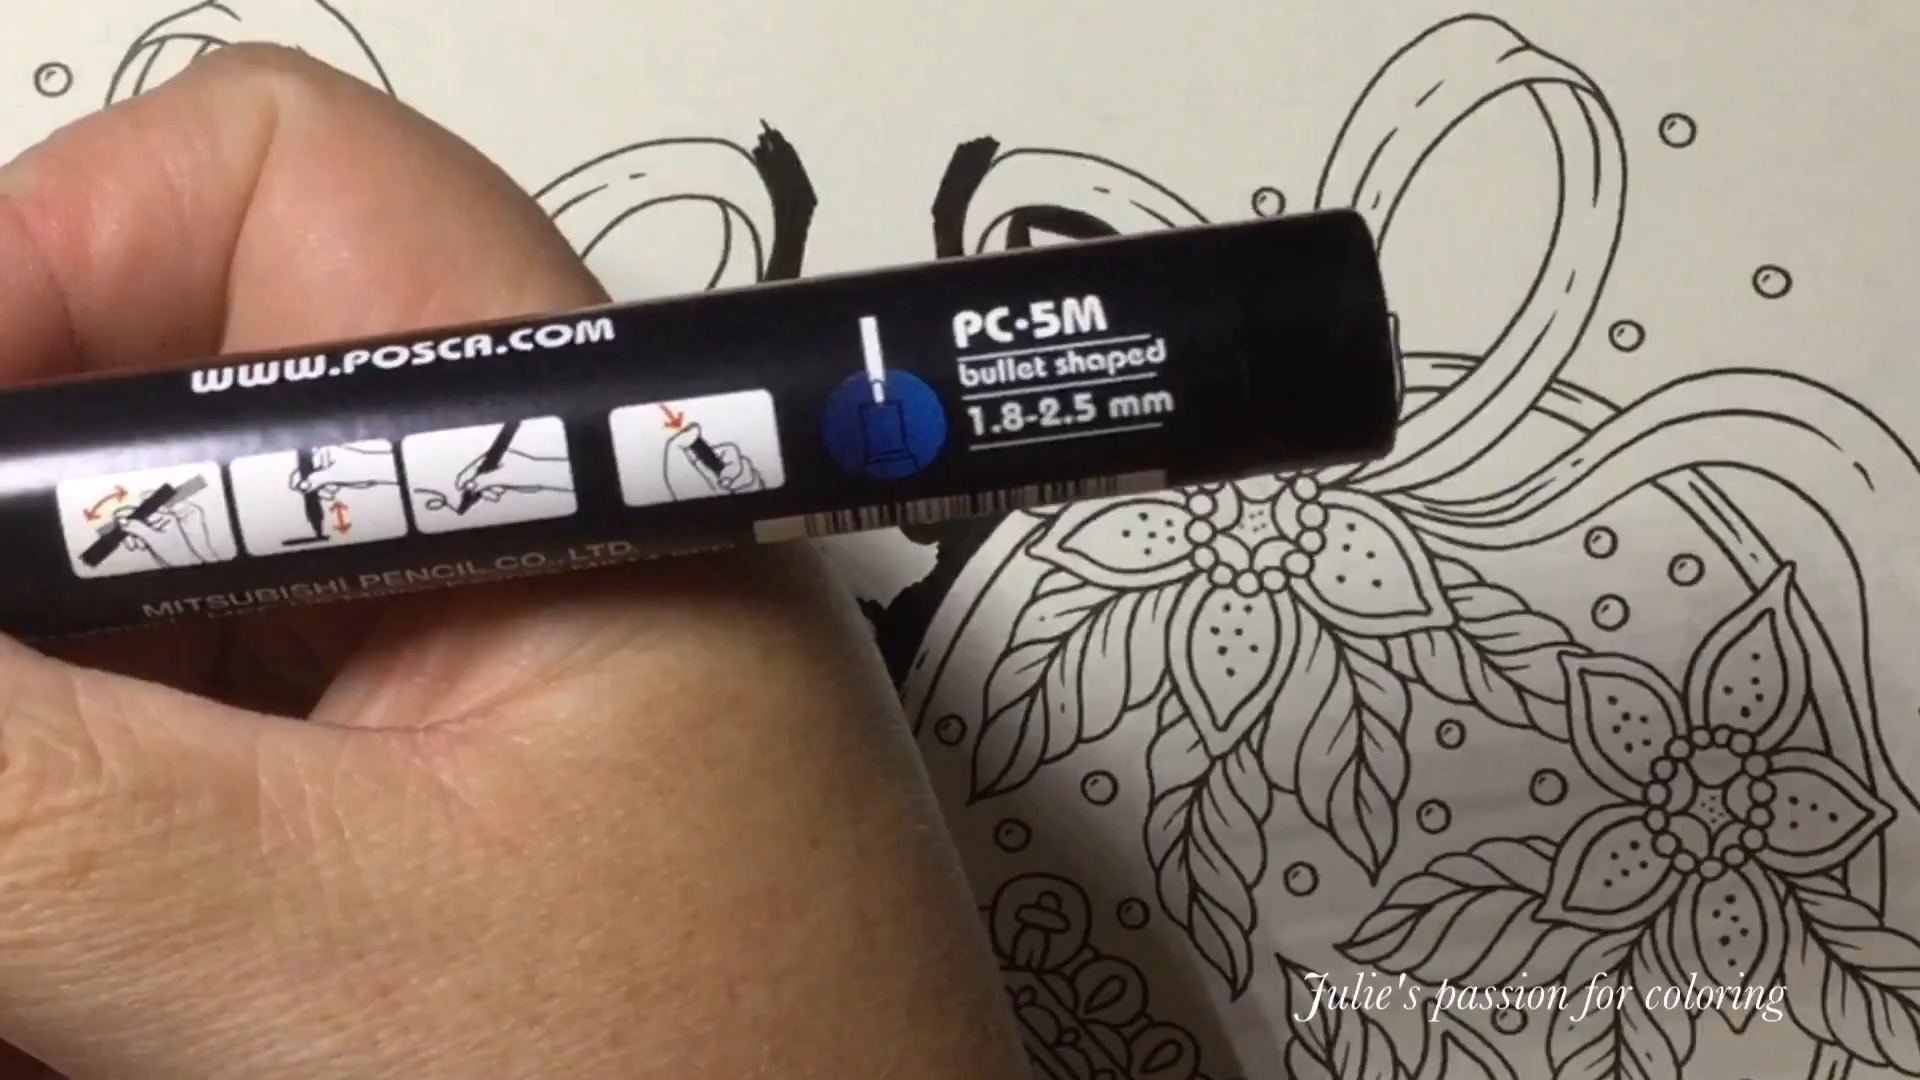 www.POSCA.COM
PC·5M
bullet shaped
1.8-2.5 mm
MITSUBISHI PENCIL CO., LTD.
Julie's passion for coloring